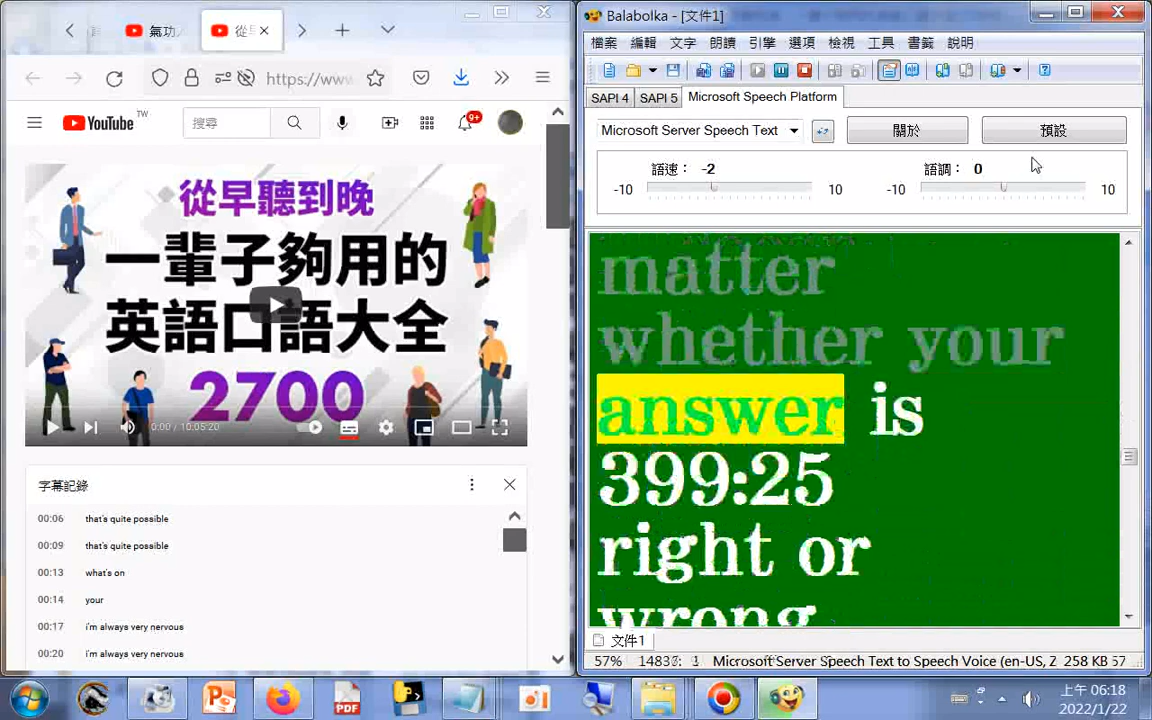 氣功
從
https://www
YouTube TW
搜尋
9+
從早聽到晚
一輩子夠用的
英語口語大全
2700
0:00 / 10:05:20
字幕記錄
00:06 that's quite possible
00:09 that's quite possible
00:13 what's on
00:14 your
00:17 i'm always very nervous
00:20 i'm always very nervous
Balabolka - [文件1]
檔案 編輯 文字 朗讀 引擎 選項 檢視 工具 書籤 說明
SAPI 4 SAPI 5 Microsoft Speech Platform
Microsoft Server Speech Text 關於 預設
語速： -2 語調： 0
-10 10 -10 10
matter
whether your
answer is
399:25
right or
wrong
文件1
57% Microsoft Server Speech Text to Speech Voice (en-US, Z 258 KB 57
PDF
上午 06:18
2022/1/22